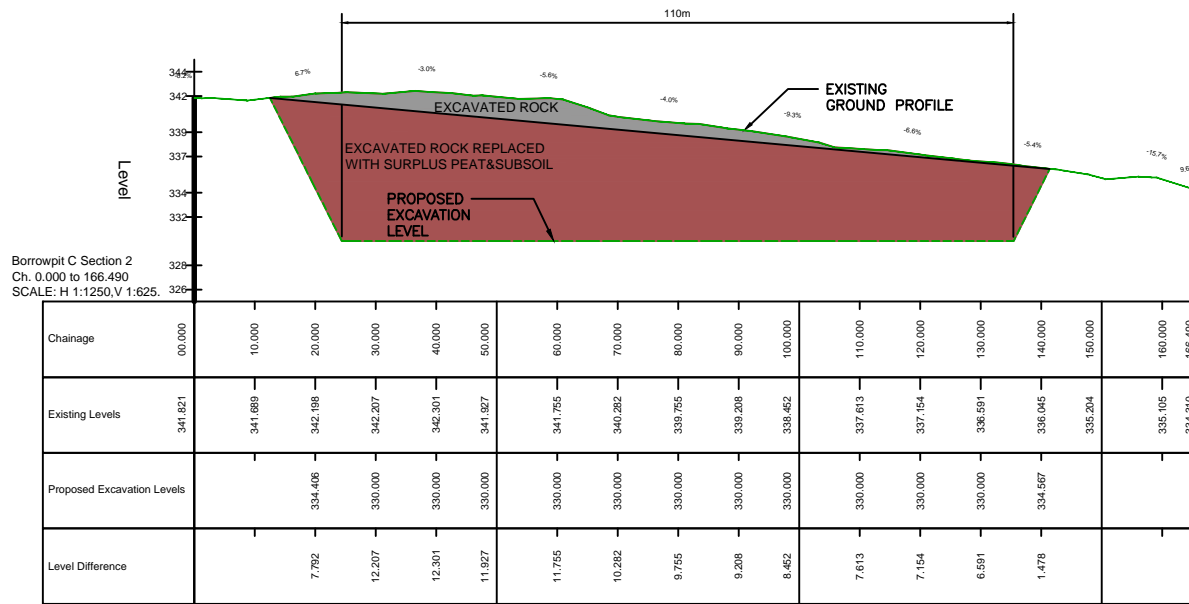 110m
6.7%
-3.0%
-5.6%
-4.0%
-9.3%
-6.6%
-5.4%
-15.7%
344
342
339
337
334
332
328
326
Level
EXCAVATED ROCK
EXISTING
GROUND PROFILE
EXCAVATED ROCK REPLACED
WITH SURPLUS PEAT&SUBSOIL
PROPOSED
EXCAVATION
LEVEL
Borrowpit C Section 2
Ch. 0.000 to 166.490
SCALE: H 1:1250,V 1:625.
Chainage 00.000 10.000 20.000 30.000 40.000 50.000 60.000 70.000 80.000 90.000 100.000 110.000 120.000 130.000 140.000 150.000 160.000
Existing Levels 341.821 341.689 342.198 342.207 342.301 341.927 341.755 340.282 339.755 339.208 338.452 337.613 337.154 336.591 336.045 335.204 335.105
Proposed Excavation Levels 334.406 330.000 330.000 330.000 330.000 330.000 330.000 330.000 330.000 330.000 330.000 330.000 334.567
Level Difference 7.792 12.207 12.301 11.927 11.755 10.282 9.755 9.208 8.452 7.613 7.154 6.591 1.478